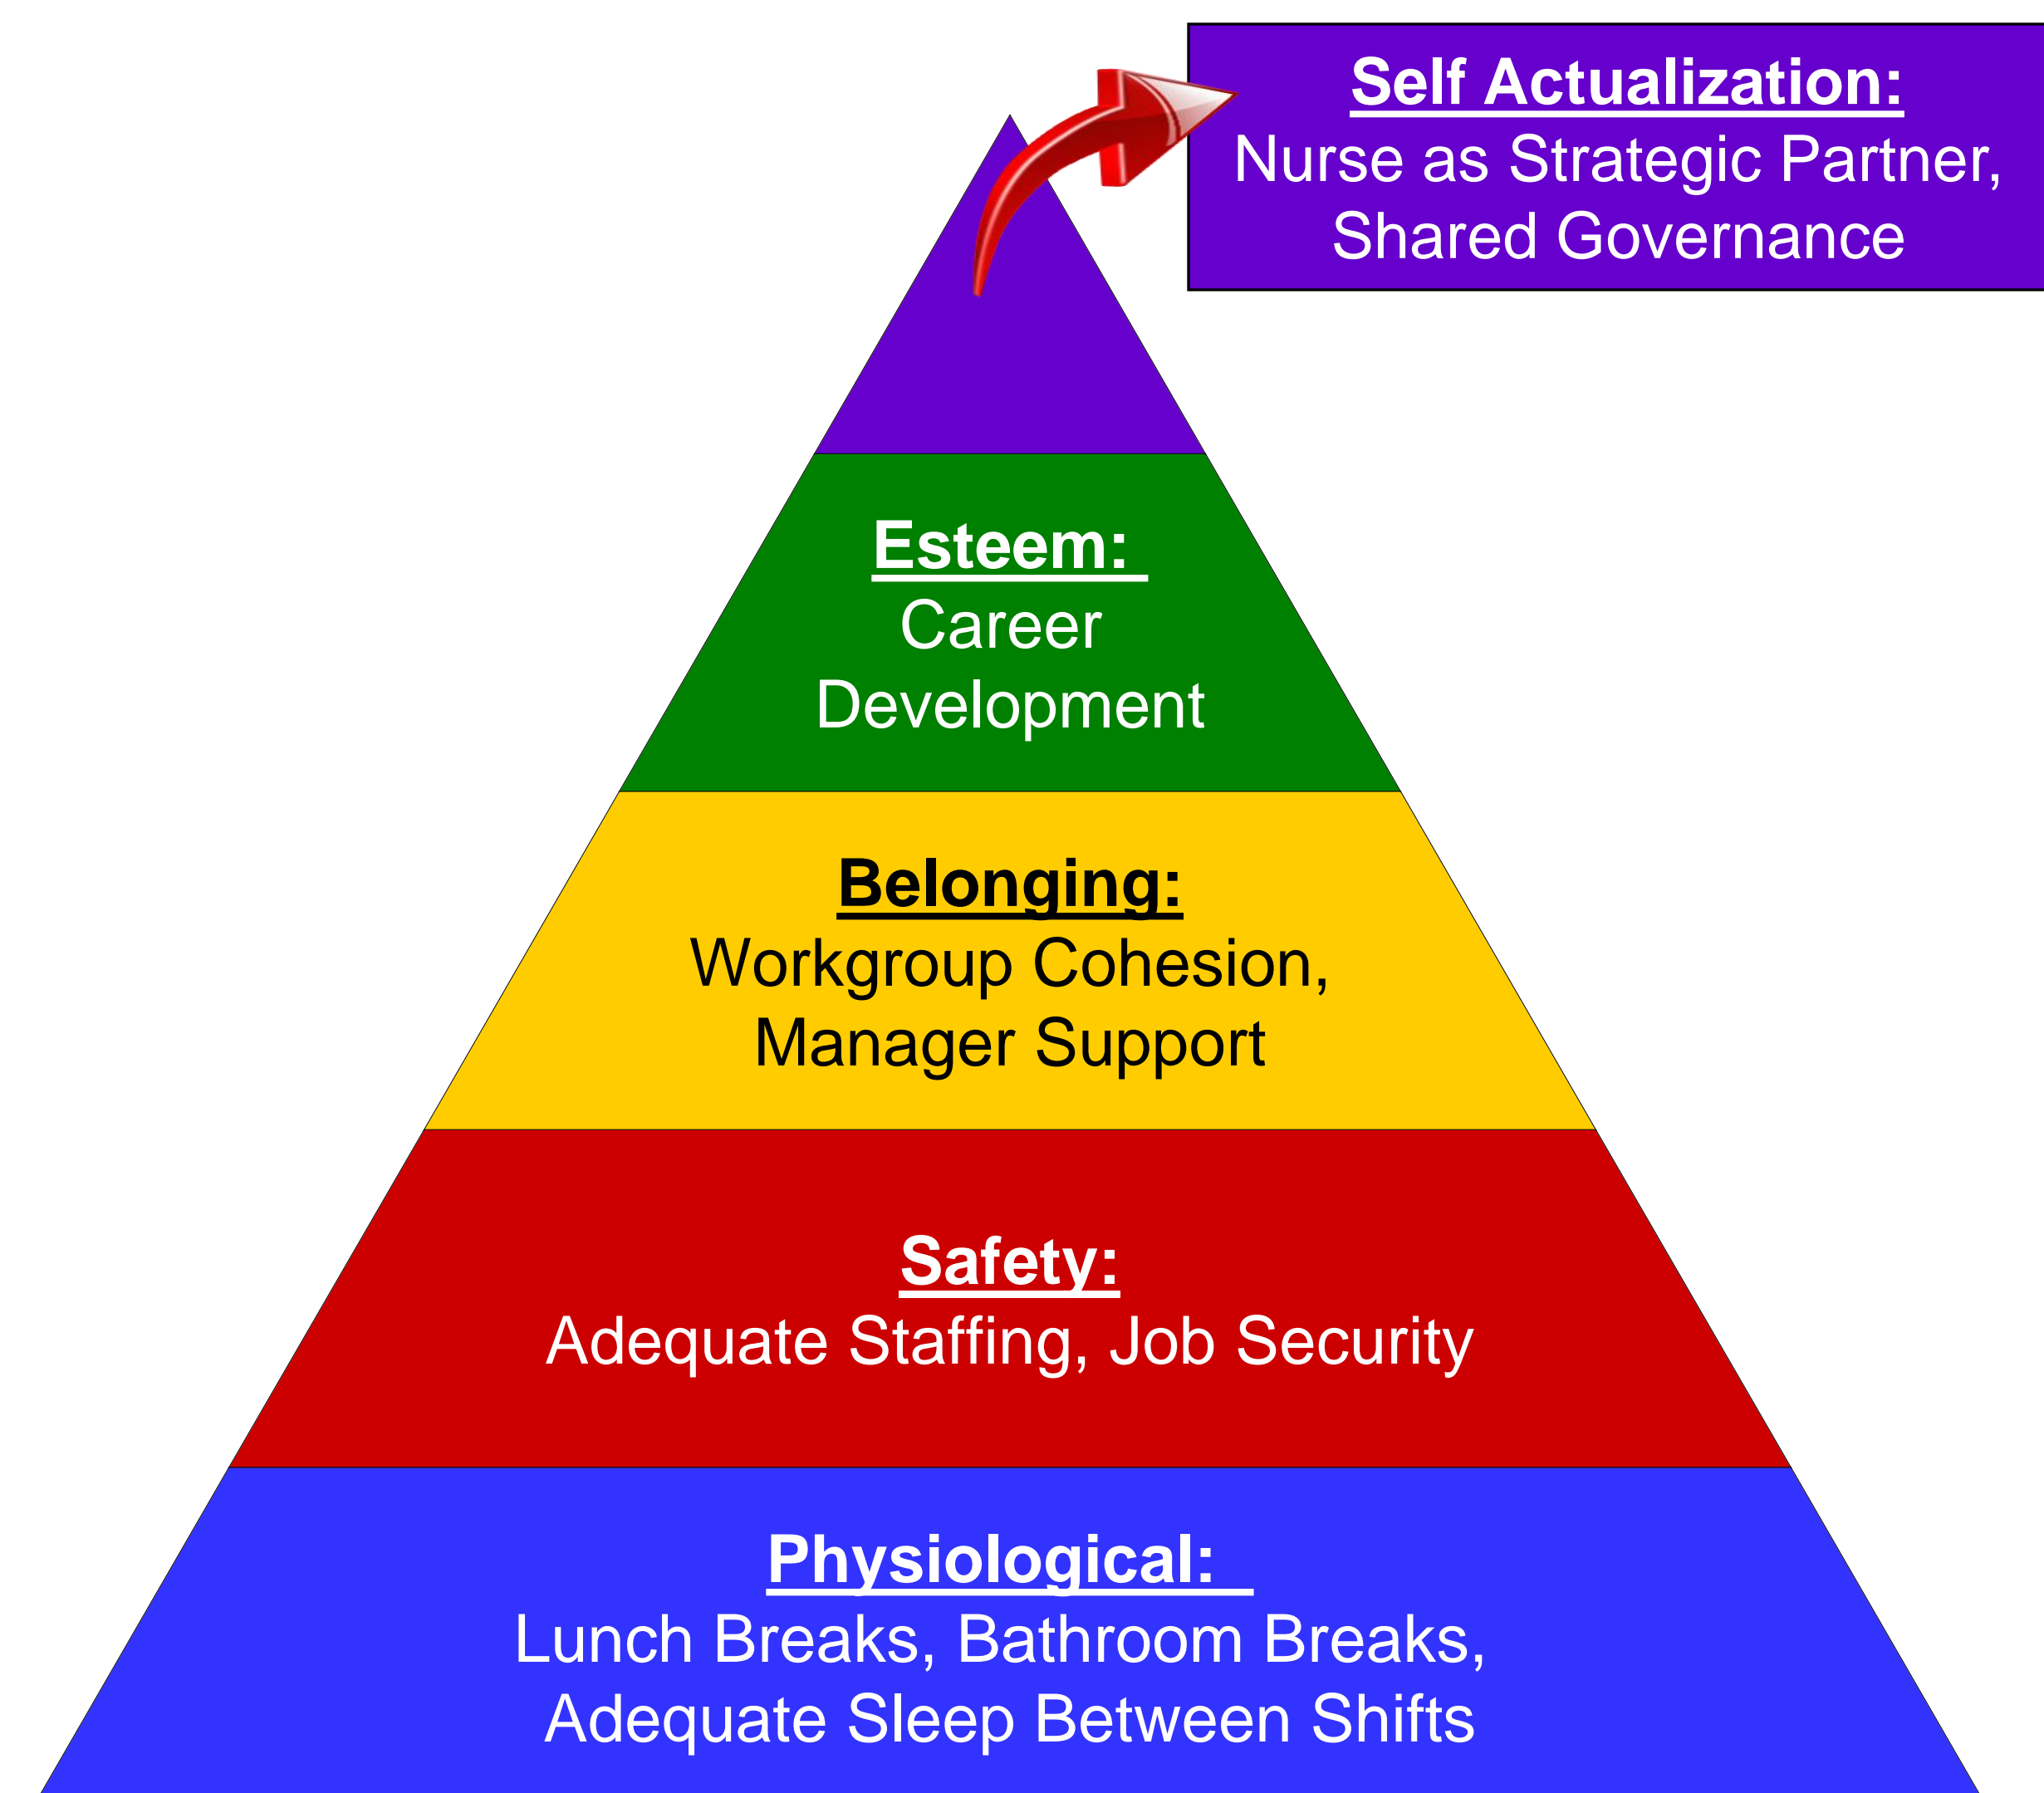 Self Actualization:
Nurse as Strategic Partner,
Shared Governance
Esteem:
Career
Development
Belonging:
Workgroup Cohesion,
Manager Support
Safety:
Adequate Staffing, Job Security
Physiological:
Lunch Breaks, Bathroom Breaks,
Adequate Sleep Between Shifts